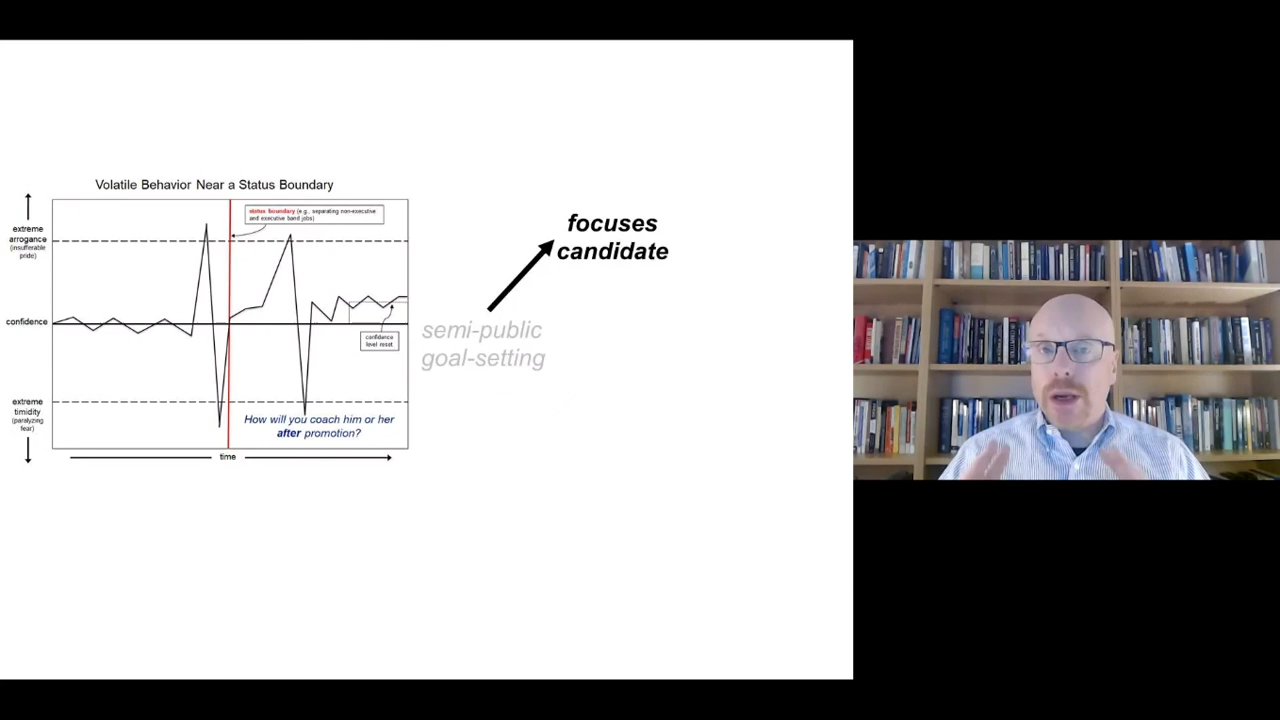 Volatile Behavior Near a Status Boundary
extreme
arrogance
(insufferable
pride)
status boundary (e.g., separating non-executive
and executive band jobs)
confidence
confidence
level reset
extreme
timidity
(paralyzing
fear)
How will you coach him or her
after promotion?
time
focuses
candidate
semi-public
goal-setting